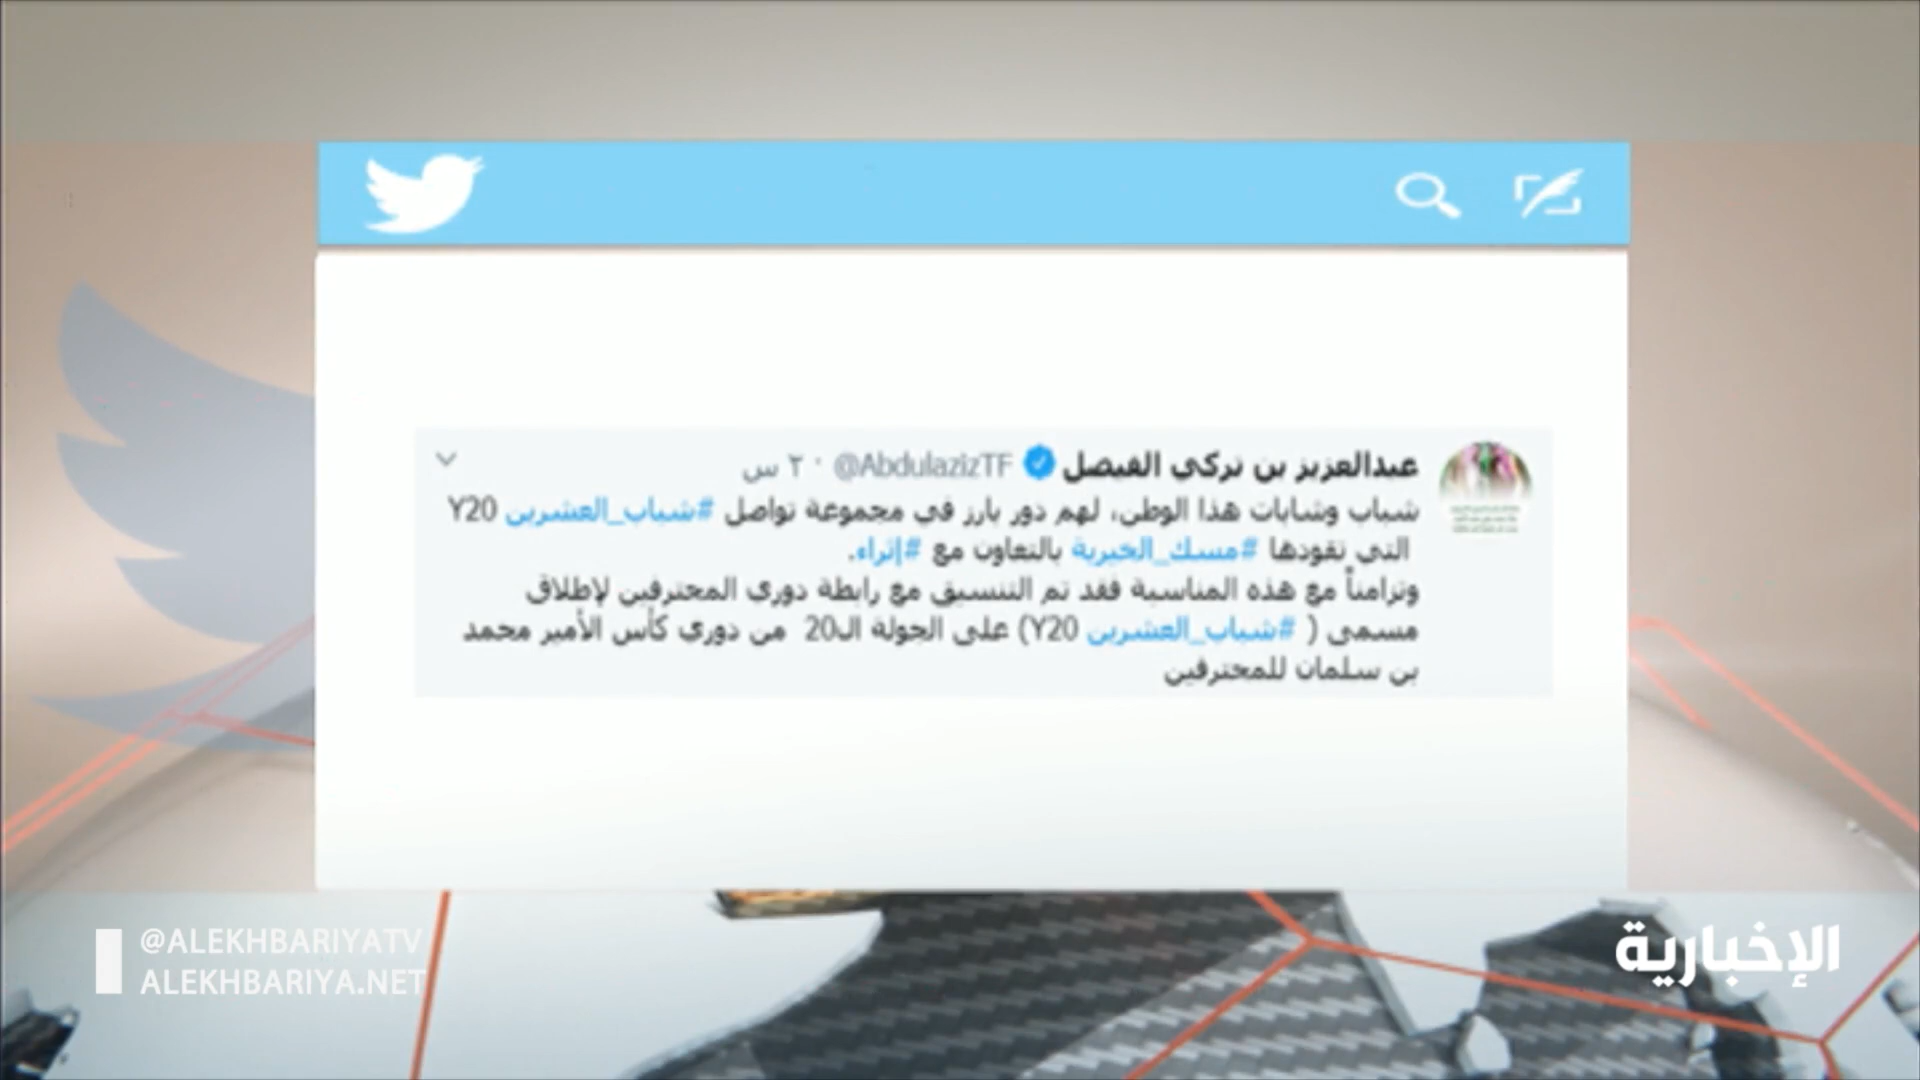 عبدالعزيز بن تركي الفيصل @AbdulazizTF · ٢ س
شباب وشابات هذا الوطن، لهم دور بارز في مجموعة تواصل #شباب_العشرين Y20
التي تقودها #مسك_الخيرية بالتعاون مع #إثراء.
وتزامناً مع هذه المناسبة فقد تم التنسيق مع رابطة دوري المحترفين لإطلاق
مسمى ( #شباب_العشرين Y20) على الجولة الـ20 من دوري كأس الأمير محمد
بن سلمان للمحترفين
@ALEKHBARIYATV
ALEKHBARIYA.NET
الإخبارية